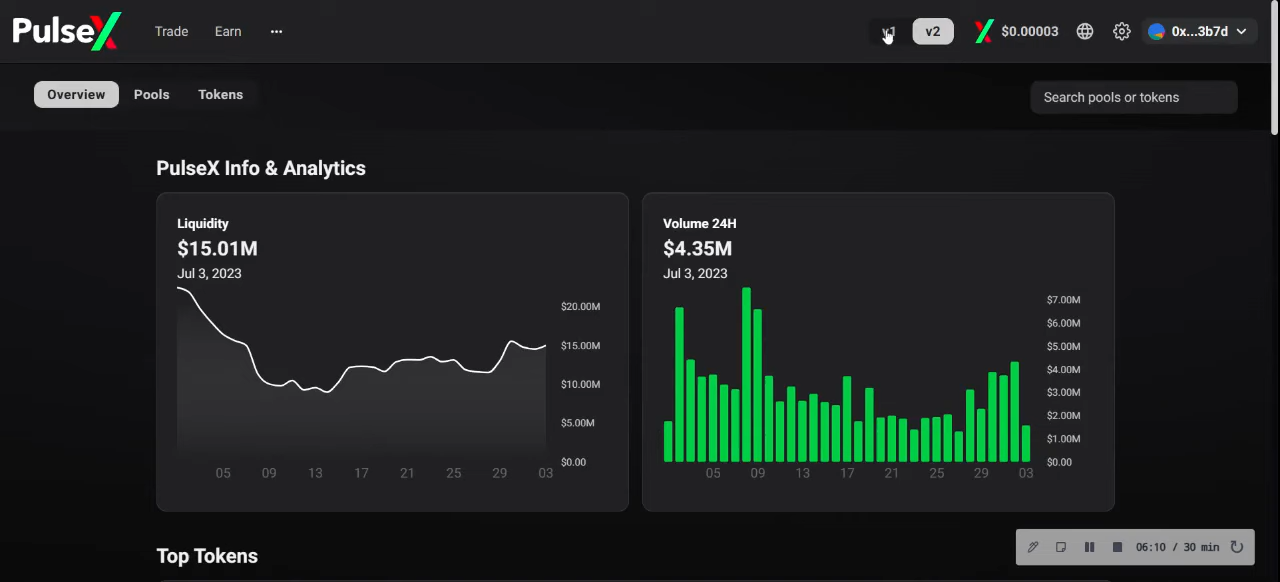 PulseX
Trade Earn ••• v1 v2 $0.00003 0x...3b7d
Overview Pools Tokens Search pools or tokens
PulseX Info & Analytics
Liquidity
$15.01M
Jul 3, 2023
$20.00M
$15.00M
$10.00M
$5.00M
$0.00
05 09 13 17 21 25 29 03
Volume 24H
$4.35M
Jul 3, 2023
$7.00M
$6.00M
$5.00M
$4.00M
$3.00M
$2.00M
$1.00M
$0.00
05 09 13 17 21 25 29 03
Top Tokens
06:10 / 30 min